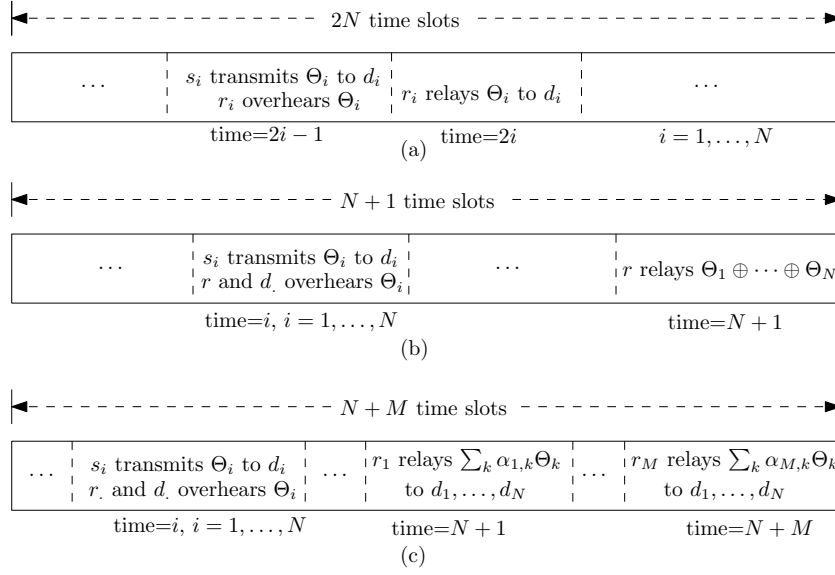 2N time slots
··· s_i transmits Θ_i to d_i r_i relays Θ_i to d_i ···
r_i overhears Θ_i
time=2i − 1 time=2i i = 1, . . . , N
(a)
N + 1 time slots
··· s_i transmits Θ_i to d_i ··· r relays Θ_1 ⊕ ··· ⊕ Θ_N
r and d. overhears Θ_i
time=i, i = 1, . . . , N time=N + 1
(b)
N + M time slots
··· s_i transmits Θ_i to d_i ··· r_1 relays ∑_k α_{1,k}Θ_k ··· r_M relays ∑_k α_{M,k}Θ_k
r. and d. overhears Θ_i to d_1, . . . , d_N to d_1, . . . , d_N
time=i, i = 1, . . . , N time=N + 1 time=N + M
(c)